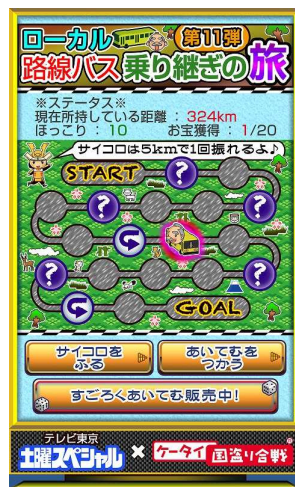 ローカル
第11弾
路線バス乗り継ぎの旅
※ステータス※
現在所持している距離 : 324km
ほっこり : 10 お宝獲得 : 1/20
サイコロは5kmで1回振れるよ♪
START
?
?
?
?
?
?
GOAL
サイコロを
ふる
あいてむを
つかう
すごろくあいてむ販売中!
テレビ東京
土曜スペシャル × ケータイ国盗り合戦